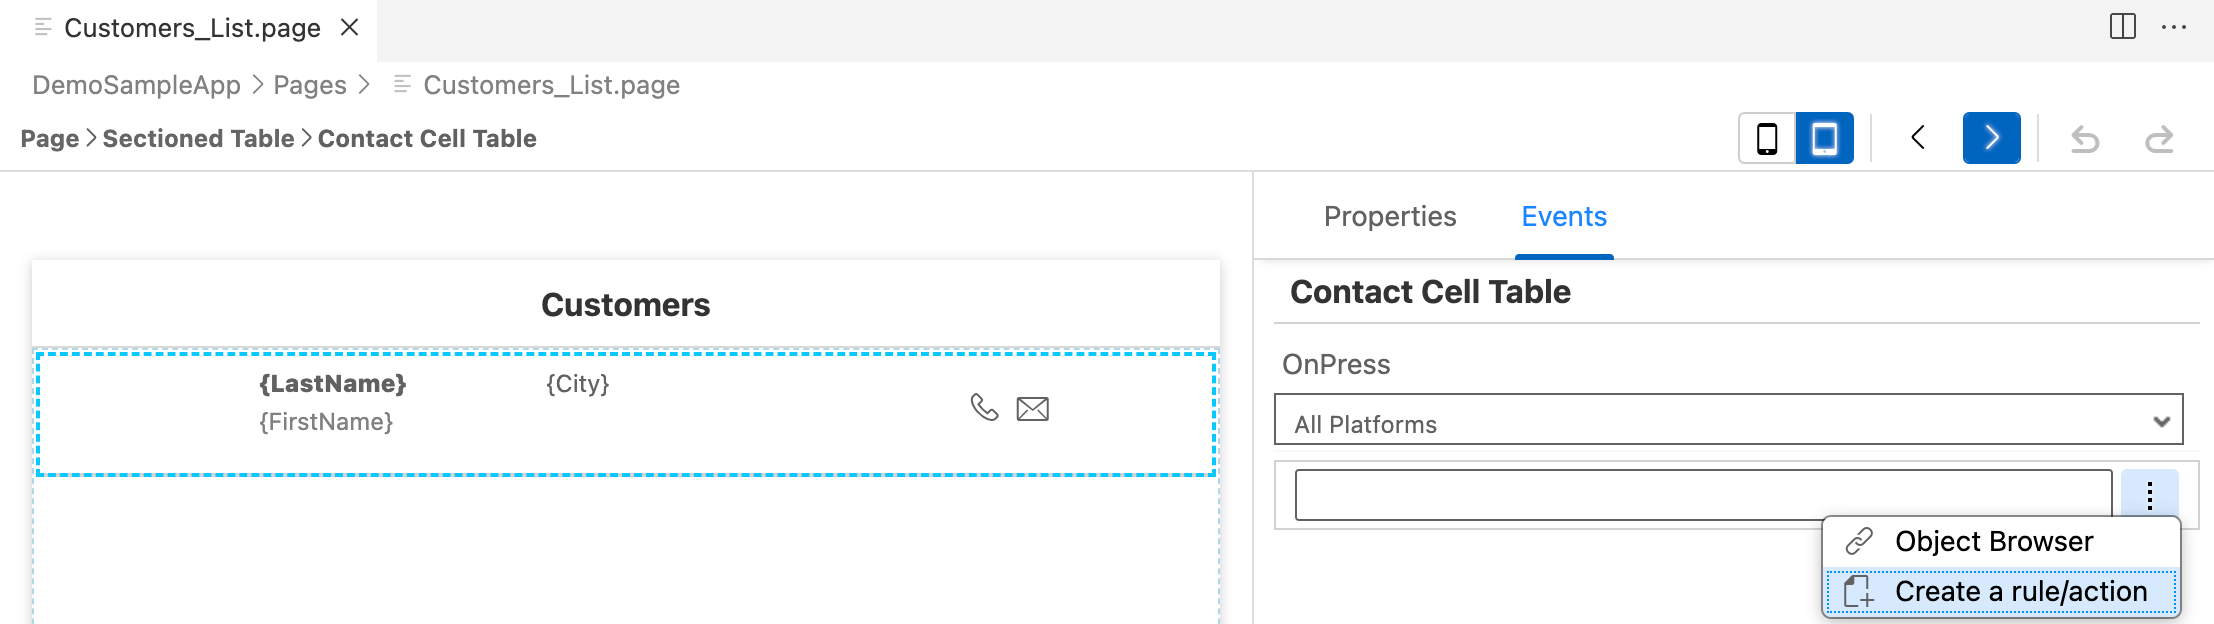 Customers_List.page
DemoSampleApp > Pages > Customers_List.page
Page > Sectioned Table > Contact Cell Table
Properties Events
Customers
{LastName} {City}
{FirstName}
Contact Cell Table
OnPress
All Platforms
Object Browser
Create a rule/action